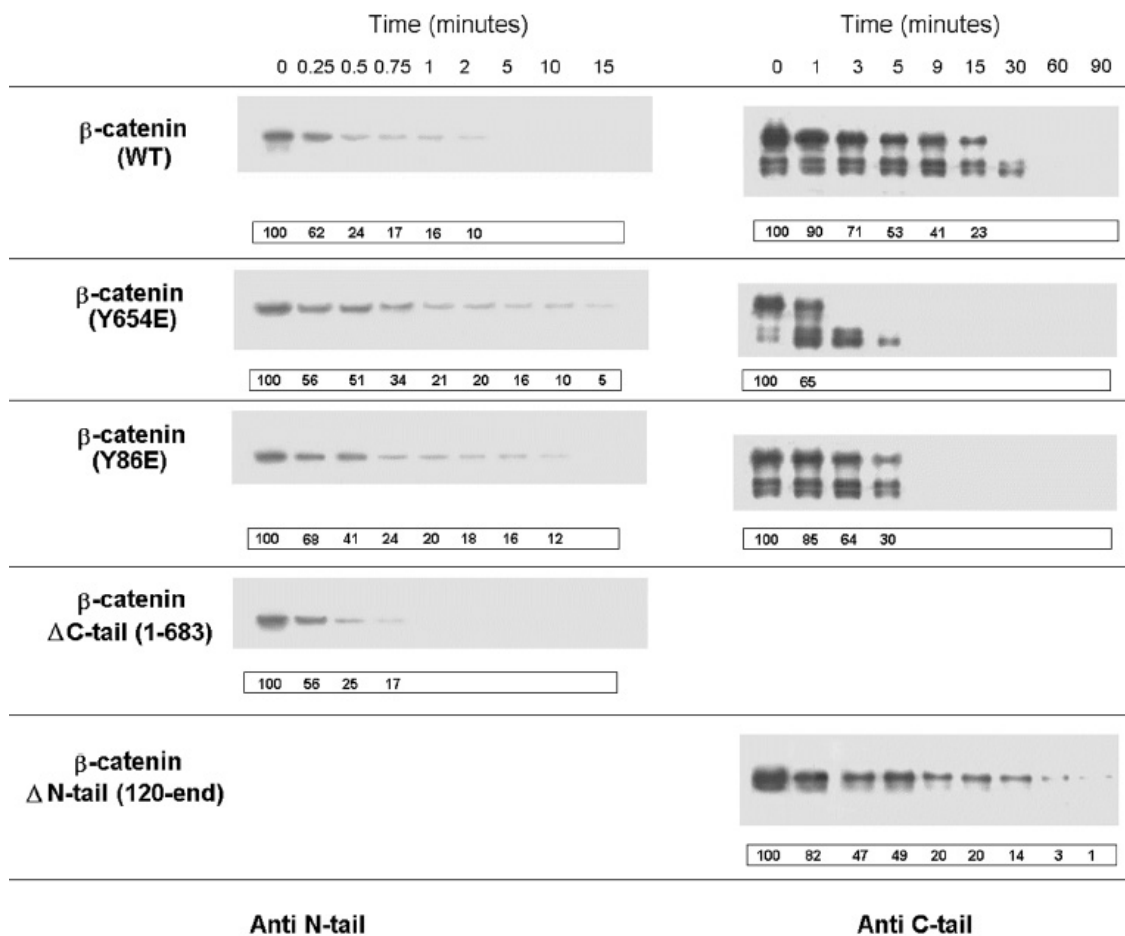 Time (minutes) Time (minutes)
0 0.25 0.5 0.75 1 2 5 10 15 0 1 3 5 9 15 30 60 90
β-catenin
(WT)
100 62 24 17 16 10 100 90 71 53 41 23
β-catenin
(Y654E)
100 56 51 34 21 20 16 10 5 100 65
β-catenin
(Y86E)
100 68 41 24 20 18 16 12 100 85 64 30
β-catenin
ΔC-tail (1-683)
100 56 25 17
β-catenin
ΔN-tail (120-end)
100 82 47 49 20 20 14 3 1
Anti N-tail Anti C-tail